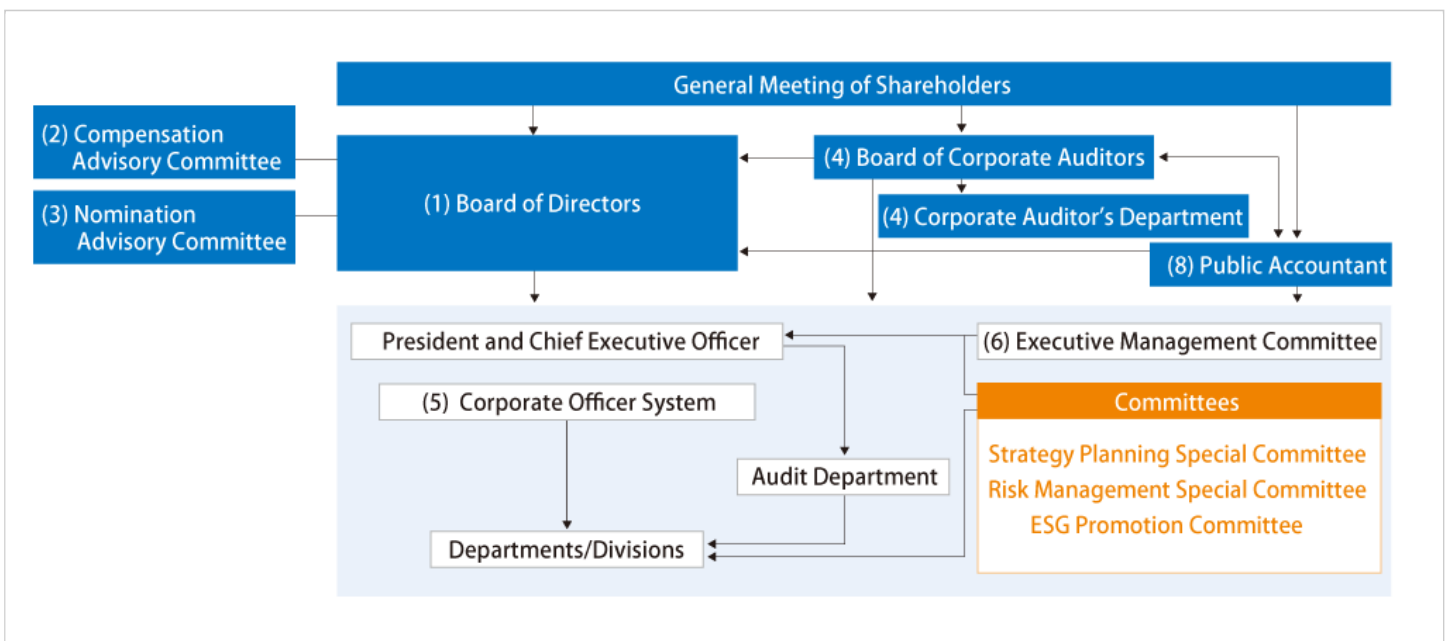 General Meeting of Shareholders
(2) Compensation
Advisory Committee
(3) Nomination
Advisory Committee
(1) Board of Directors
(4) Board of Corporate Auditors
(4) Corporate Auditor's Department
(8) Public Accountant
President and Chief Executive Officer
(6) Executive Management Committee
(5) Corporate Officer System
Committees
Strategy Planning Special Committee
Risk Management Special Committee
ESG Promotion Committee
Audit Department
Departments/Divisions